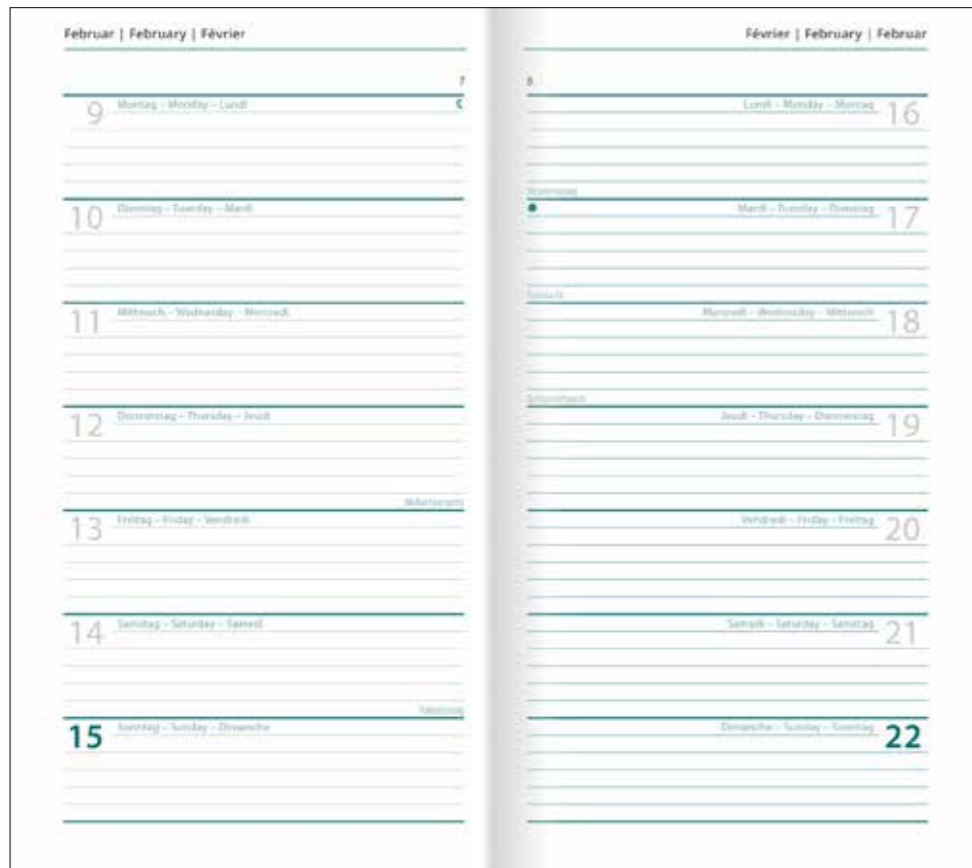 Februar | February | Février
7
9 Montag – Monday – Lundi
10 Dienstag – Tuesday – Mardi
11 Mittwoch – Wednesday – Mercredi
12 Donnerstag – Thursday – Jeudi
13 Freitag – Friday – Vendredi
14 Samstag – Saturday – Samedi
15 Sonntag – Sunday – Dimanche
Février | February | Februar
8
Lundi – Monday – Montag 16
Mardi – Tuesday – Dienstag 17
Mercredi – Wednesday – Mittwoch 18
Jeudi – Thursday – Donnerstag 19
Vendredi – Friday – Freitag 20
Samedi – Saturday – Samstag 21
Dimanche – Sunday – Sonntag 22